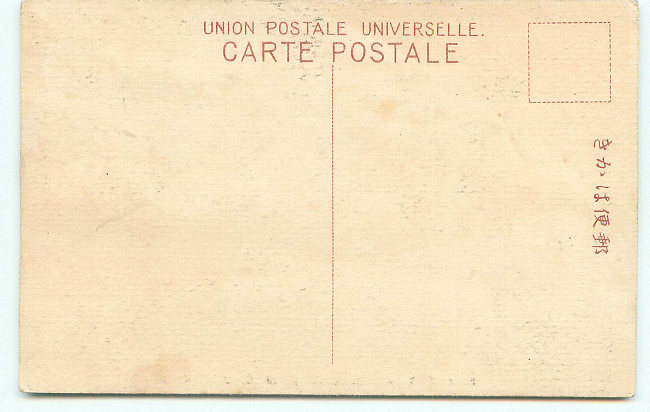 UNION POSTALE UNIVERSELLE.
CARTE POSTALE
郵便はかき